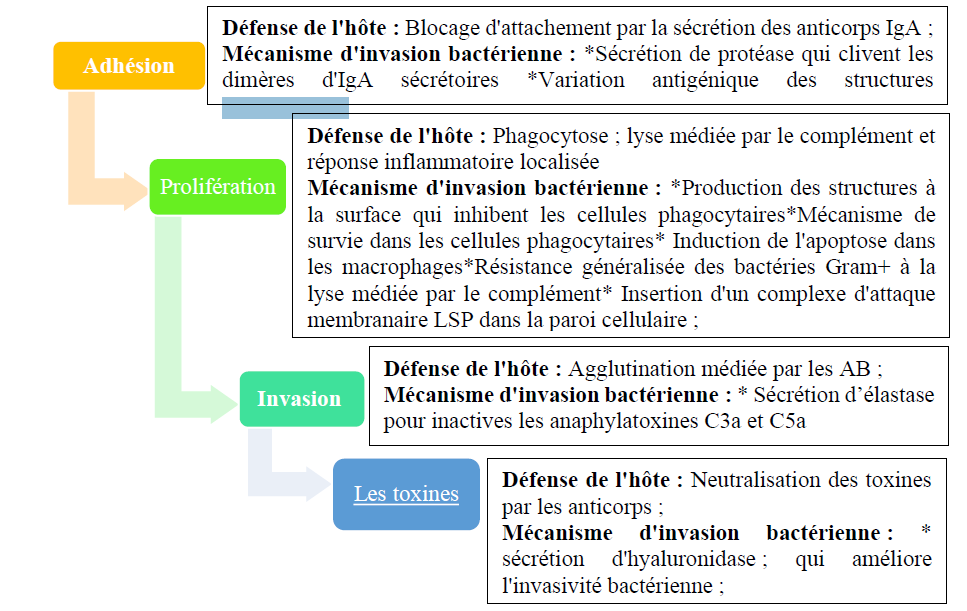 Adhésion
Défense de l'hôte : Blocage d'attachement par la sécrétion des anticorps IgA ;
Mécanisme d'invasion bactérienne : *Sécrétion de protéase qui clivent les
dimères d'IgA sécrétoires *Variation antigénique des structures
Prolifération
Défense de l'hôte : Phagocytose ; lyse médiée par le complément et
réponse inflammatoire localisée
Mécanisme d'invasion bactérienne : *Production des structures à
la surface qui inhibent les cellules phagocytaires*Mécanisme de
survie dans les cellules phagocytaires* Induction de l'apoptose dans
les macrophages*Résistance généralisée des bactéries Gram+ à la
lyse médiée par le complément* Insertion d'un complexe d'attaque
membranaire LSP dans la paroi cellulaire ;
Invasion
Défense de l'hôte : Agglutination médiée par les AB ;
Mécanisme d'invasion bactérienne : * Sécrétion d’élastase
pour inactives les anaphylatoxines C3a et C5a
Les toxines
Défense de l'hôte : Neutralisation des toxines
par les anticorps ;
Mécanisme d'invasion bactérienne : *
sécrétion d'hyaluronidase ; qui améliore
l'invasivité bactérienne ;